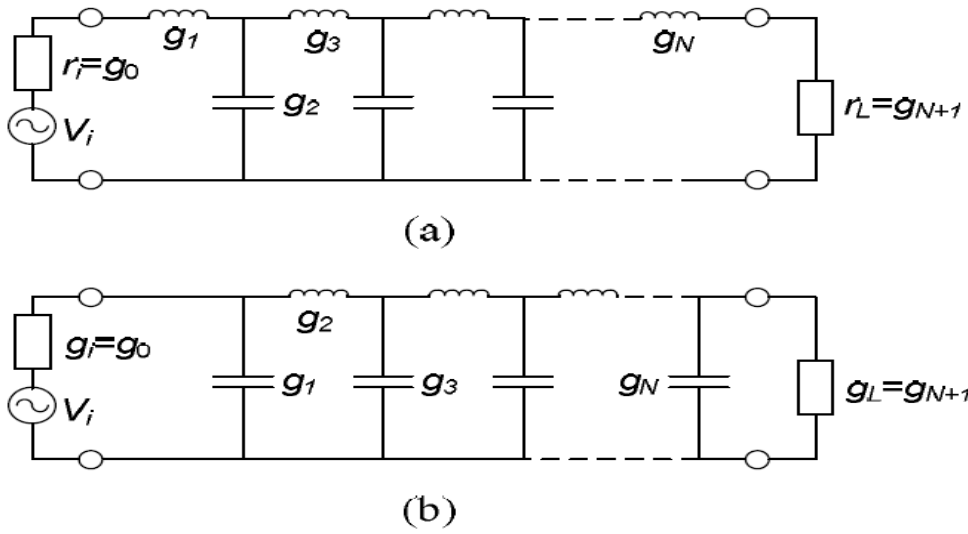 g1 g3 gN
ri=g0 g2 rL=gN+1
Vi
(a)
g2
gi=g0 g1 g3 gN gL=gN+1
Vi
(b)